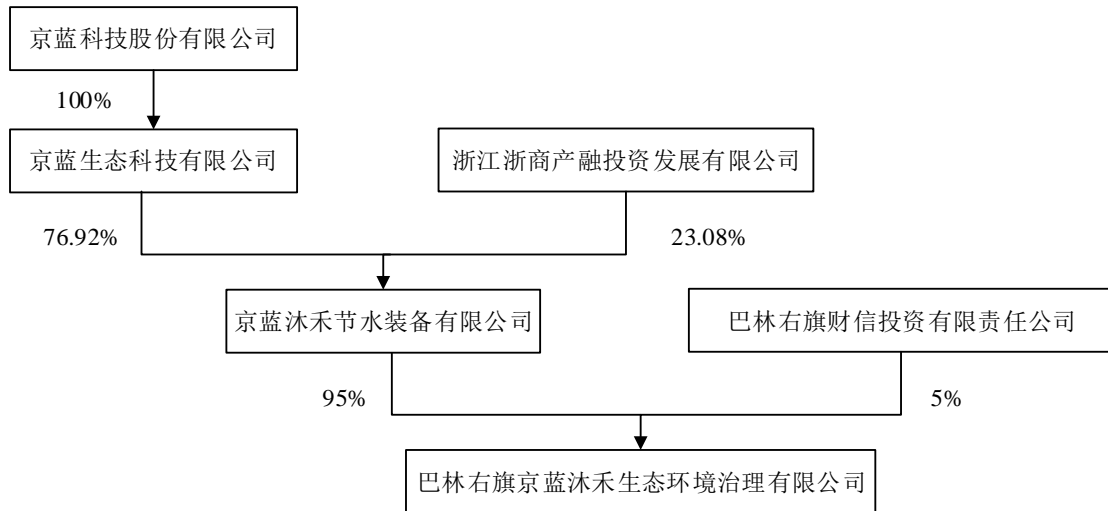 京蓝科技股份有限公司
100%
京蓝生态科技有限公司
浙江浙商产融投资发展有限公司
76.92%
23.08%
京蓝沐禾节水装备有限公司
巴林右旗财信投资有限责任公司
95%
5%
巴林右旗京蓝沐禾生态环境治理有限公司